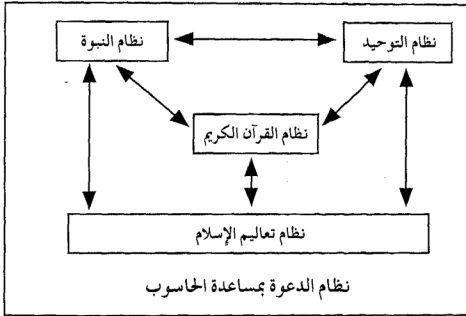 نظام التوحيد
نظام النبوة
نظام القرآن الكريم
نظام تعاليم الإسلام
نظام الدعوة بمساعدة الحاسوب